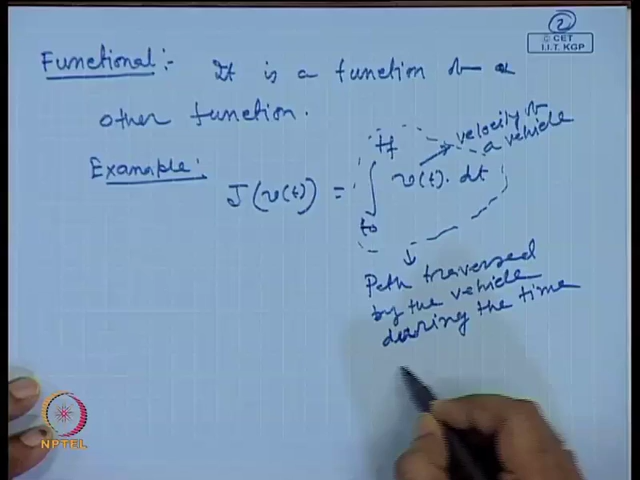 2
© CET
I.I.T. KGP
Functional :- It is a function of a
other function.
Example: J(v(t)) = ∫ t0 tf v(t). dt
velocity of
a vehicle
Path traversed
by the vehicle
during the time
NPTEL